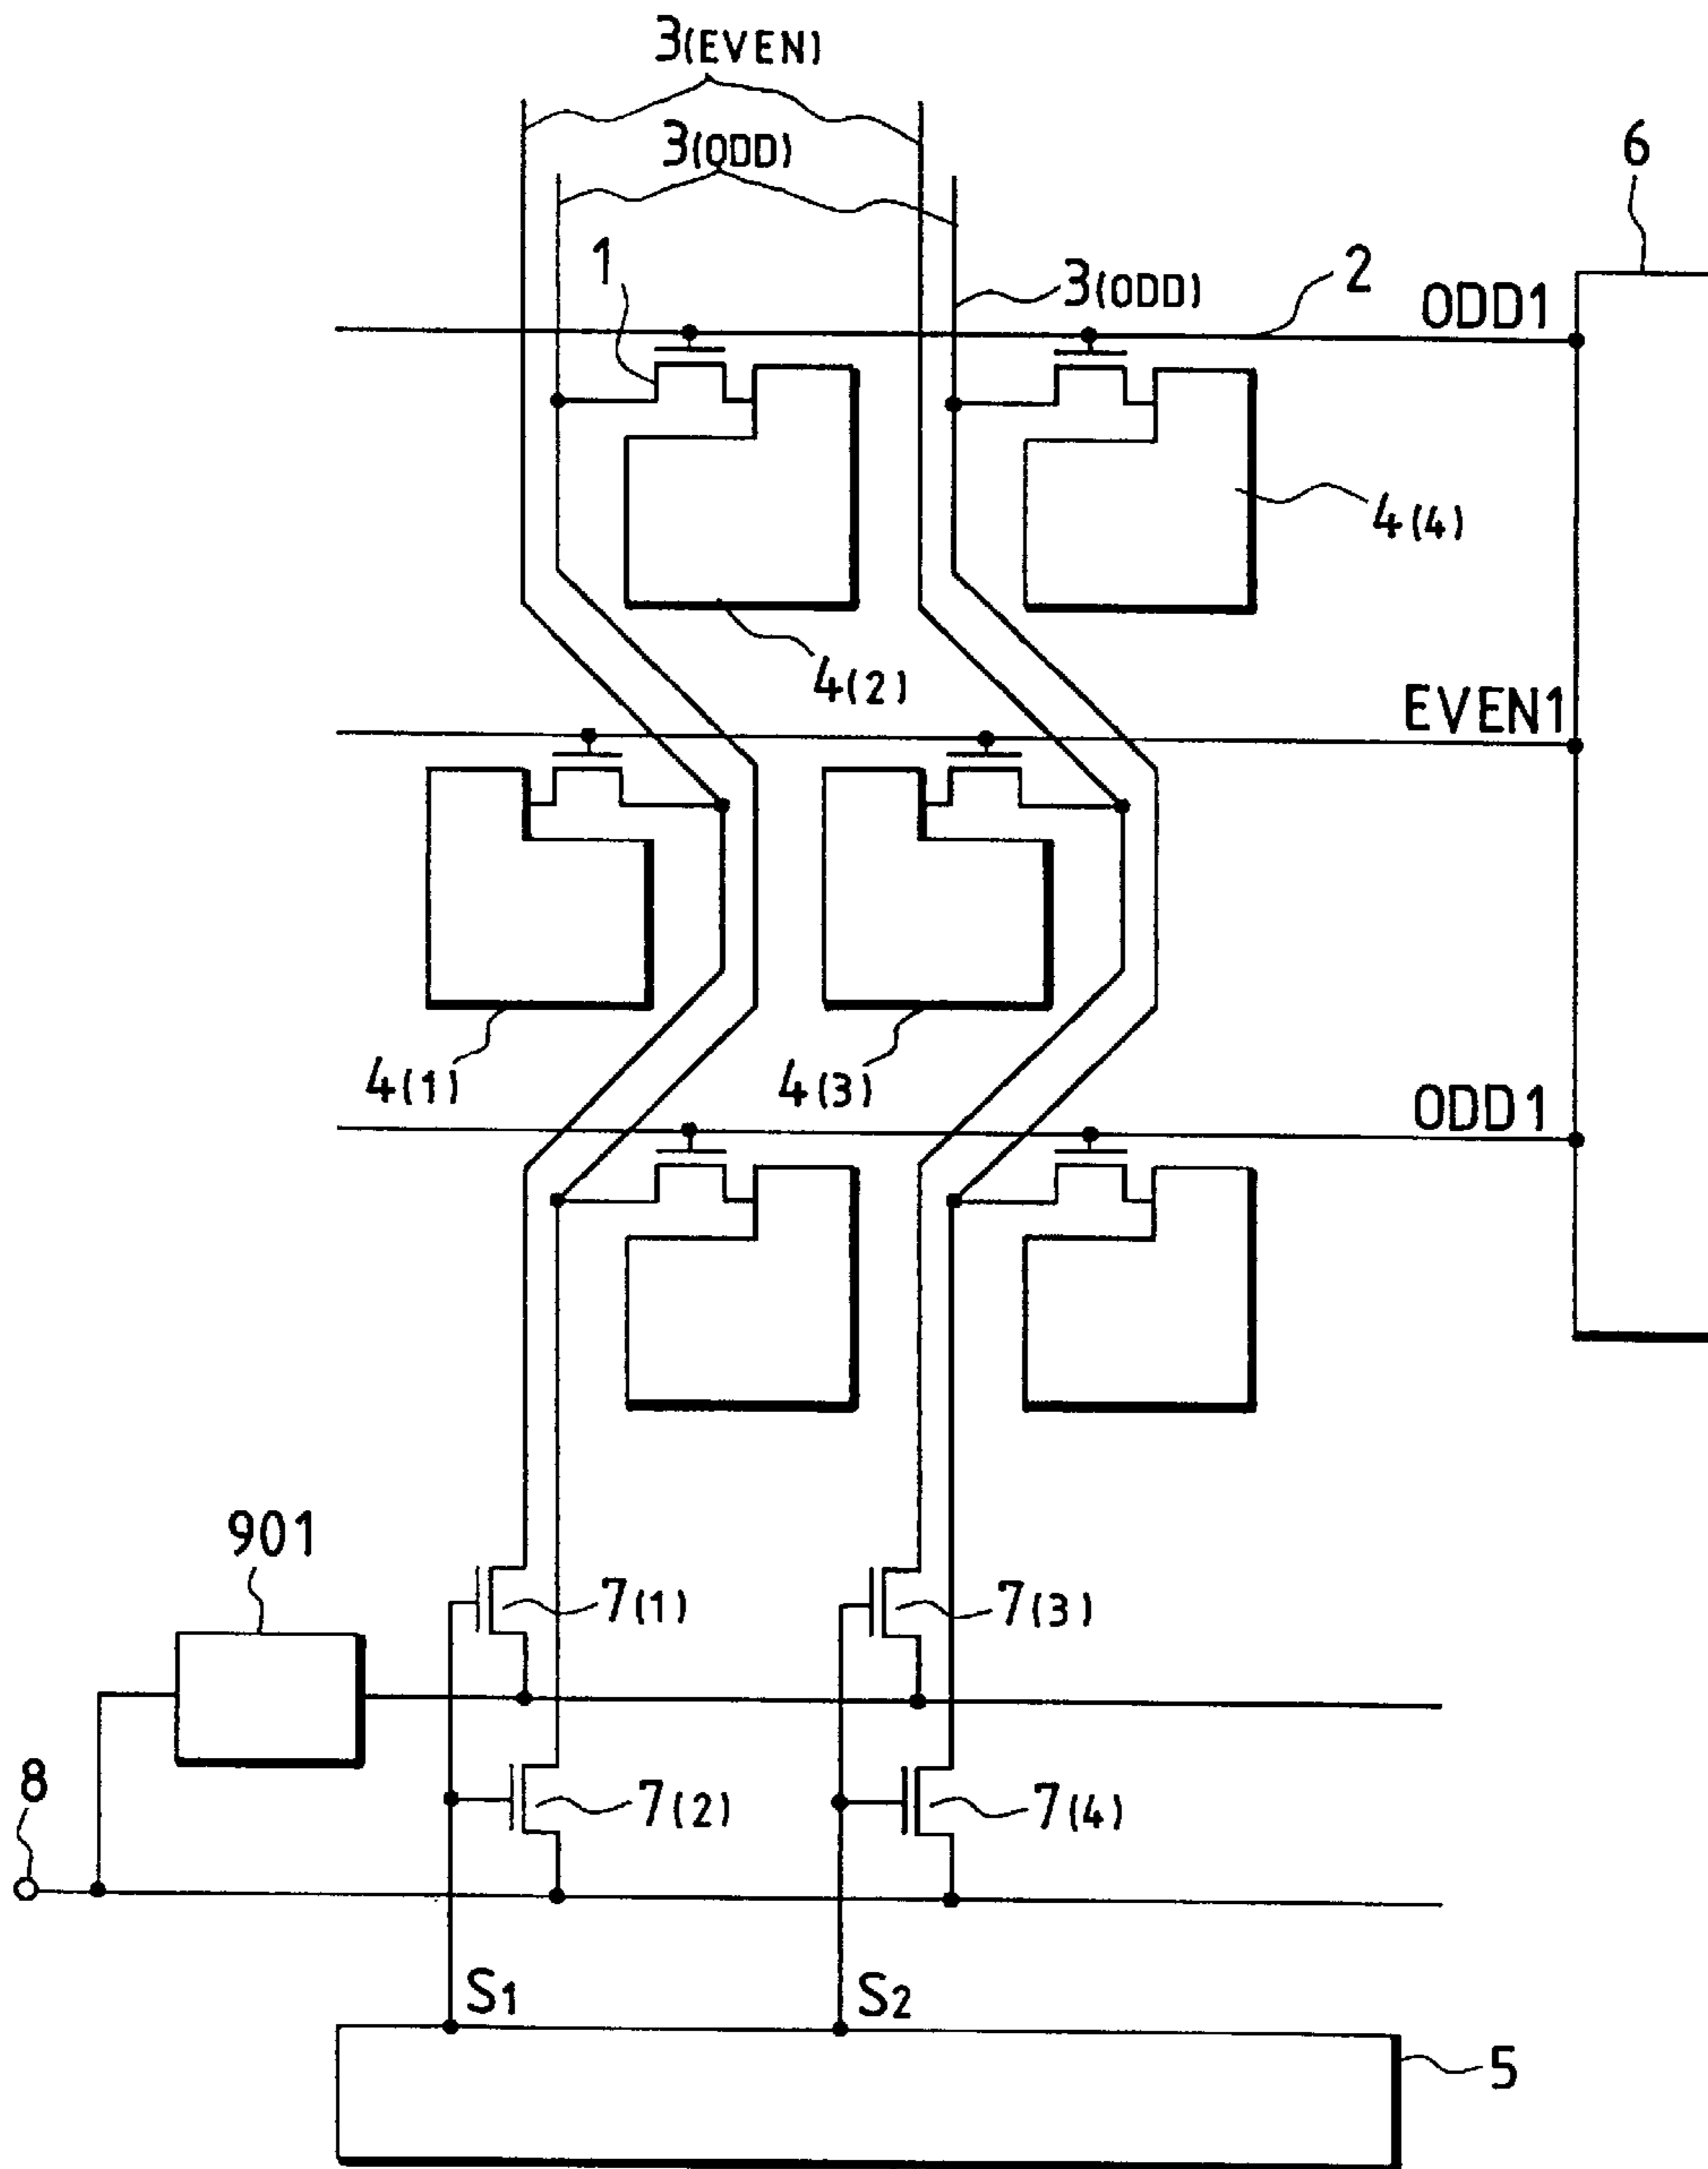 3(EVEN)
3(ODD)
6
1
3(ODD)
2
ODD1
4(4)
4(2)
EVEN1
4(1)
4(3)
ODD1
901
7(1)
7(3)
8
7(2)
7(4)
S1
S2
5